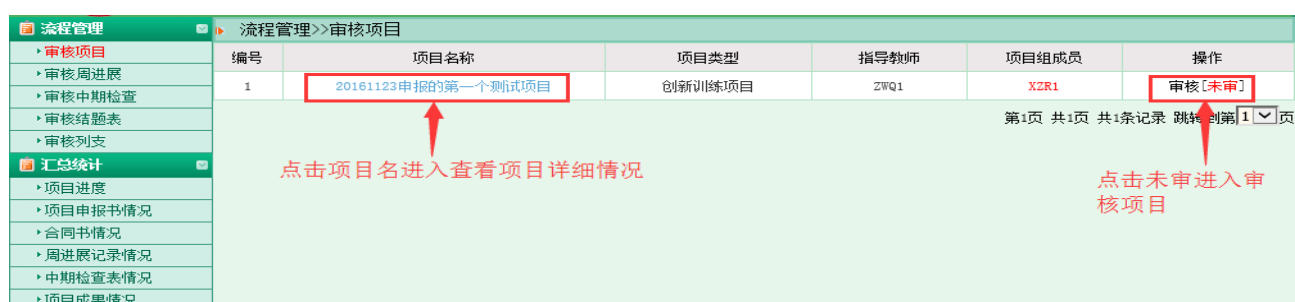 流程管理
审核项目
审核周进展
审核中期检查
审核结题表
审核列支
汇总统计
项目进度
项目申报书情况
合同书情况
周进展记录情况
中期检查表情况
项目成果情况
流程管理>>审核项目
编号 项目名称 项目类型 指导教师 项目组成员 操作
1 20161123申报的第一个测试项目 创新训练项目 ZWQ1 XZR1 审核[未审]
第1页 共1页 共1条记录 跳转到第1页
点击项目名进入查看项目详细情况
点击未审进入审
核项目